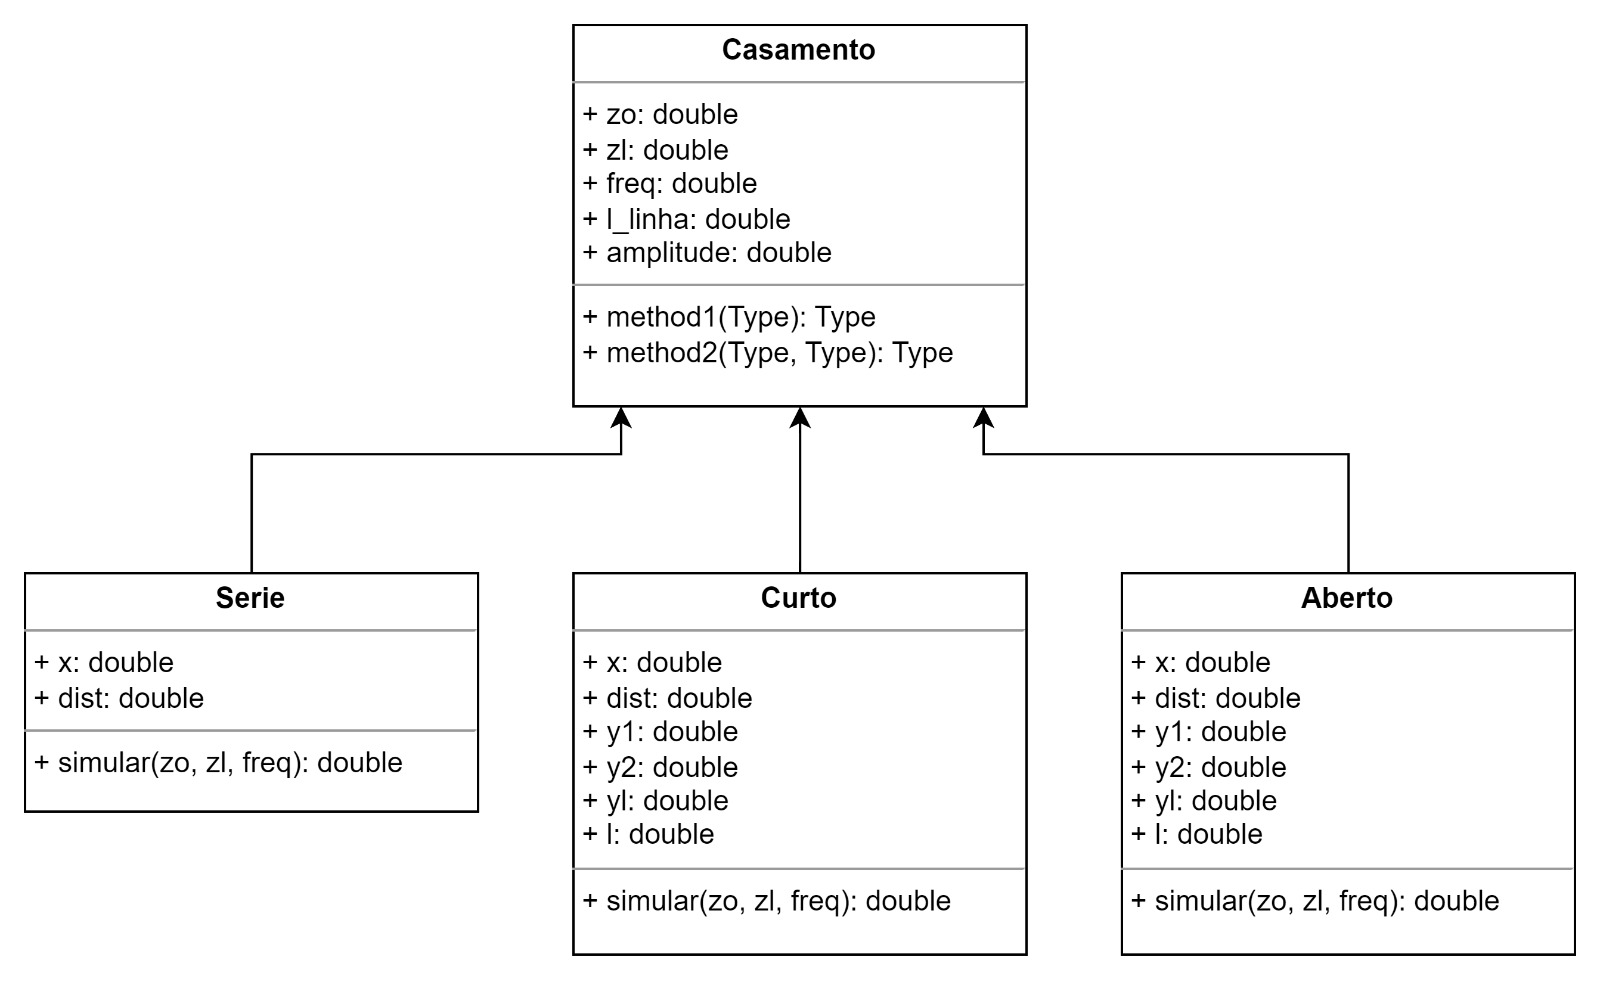 Casamento
+ zo: double
+ zl: double
+ freq: double
+ l_linha: double
+ amplitude: double
+ method1(Type): Type
+ method2(Type, Type): Type
Serie
+ x: double
+ dist: double
+ simular(zo, zl, freq): double
Curto
+ x: double
+ dist: double
+ y1: double
+ y2: double
+ yl: double
+ l: double
+ simular(zo, zl, freq): double
Aberto
+ x: double
+ dist: double
+ y1: double
+ y2: double
+ yl: double
+ l: double
+ simular(zo, zl, freq): double